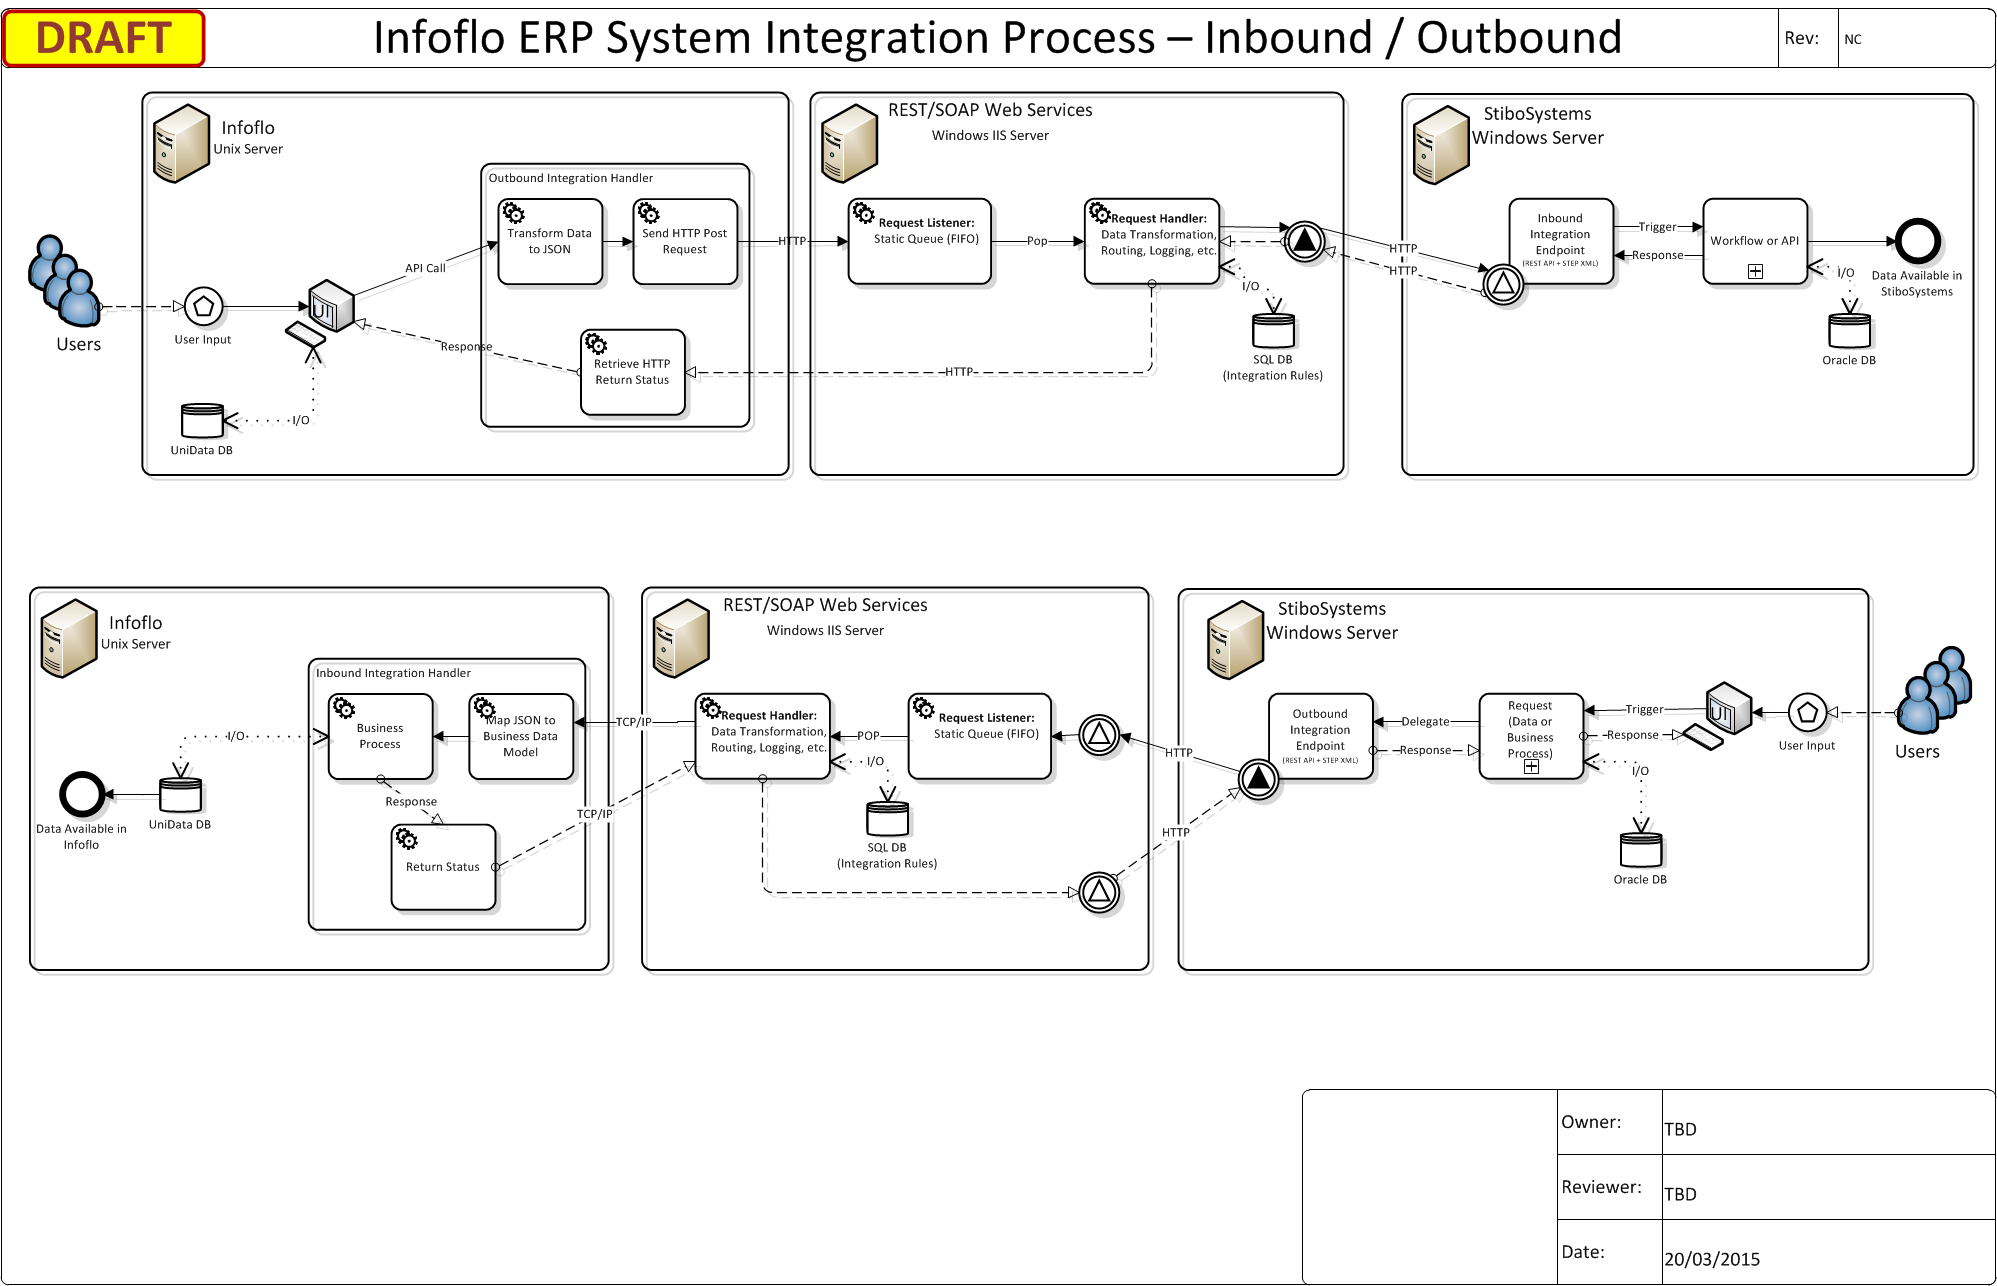 DRAFT
Infoflo ERP System Integration Process – Inbound / Outbound
Rev:
NC
Infoflo
Unix Server
Outbound Integration Handler
Transform Data
to JSON
Send HTTP Post
Request
Retrieve HTTP
Return Status
Users
User Input
UT
API Call
Response
I/O
UniData DB
HTTP
HTTP
REST/SOAP Web Services
Windows IIS Server
Request Listener:
Static Queue (FIFO)
Pop
Request Handler:
Data Transformation,
Routing, Logging, etc.
I/O
SQL DB
(Integration Rules)
HTTP
HTTP
StiboSystems
Windows Server
Inbound
Integration
Endpoint
(REST API + STEP XML)
Trigger
Response
Workflow or API
I/O
Oracle DB
Data Available in
StiboSystems
Infoflo
Unix Server
Inbound Integration Handler
Business
Process
Map JSON to
Business Data
Model
Response
Return Status
I/O
UniData DB
Data Available in
Infoflo
TCP/IP
TCP/IP
REST/SOAP Web Services
Windows IIS Server
Request Handler:
Data Transformation,
Routing, Logging, etc.
POP
Request Listener:
Static Queue (FIFO)
I/O
SQL DB
(Integration Rules)
HTTP
HTTP
StiboSystems
Windows Server
Outbound
Integration
Endpoint
(REST API + STEP XML)
Delegate
Response
Request
(Data or
Business
Process)
Trigger
Response
UT
I/O
Oracle DB
User Input
Users
Owner:
TBD
Reviewer:
TBD
Date:
20/03/2015